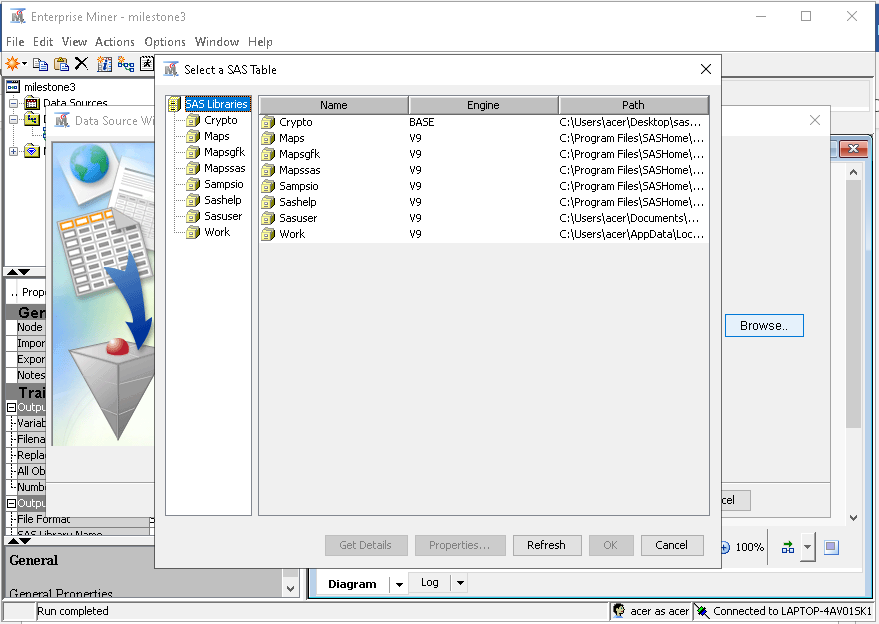 Enterprise Miner - milestone3
File Edit View Actions Options Window Help
Select a SAS Table
milestone3
Data Sources
Data Source Wi
SAS Libraries
Crypto
Maps
Mapsgfk
Mapssas
Sampsio
Sashelp
Sasuser
Work
Name Engine Path
Crypto BASE C:\Users\acer\Desktop\sas...
Maps V9 C:\Program Files\SASHome\...
Mapsgfk V9 C:\Program Files\SASHome\...
Mapssas V9 C:\Program Files\SASHome\...
Sampsio V9 C:\Program Files\SASHome\...
Sashelp V9 C:\Program Files\SASHome\...
Sasuser V9 C:\Users\acer\Documents\...
Work V9 C:\Users\acer\AppData\Loc...
.. Prope
Gen
Node
Impor
Expor
Notes
Trai
Outpu
Variab
Filena
Repla
All Ob
Numb
Outpu
File Format
SAS Library Name
Browse..
cel
Get Details Properties... Refresh OK Cancel
100%
General
General Properties
Diagram Log
Run completed
acer as acer Connected to LAPTOP-4AV01SK1